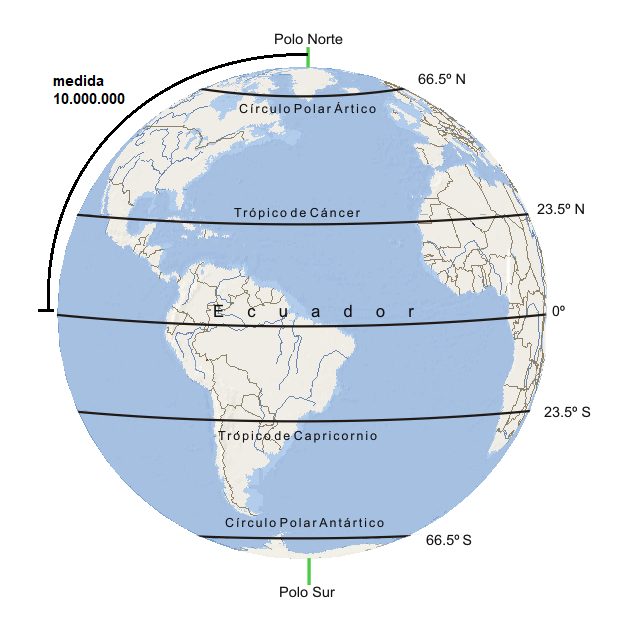 Polo Norte
medida
10.000.000
66.5º N
Círculo Polar Ártico
Trópico de Cáncer
23.5º N
Ecuador
0º
23.5º S
Trópico de Capricornio
Círculo Polar Antártico
66.5º S
Polo Sur